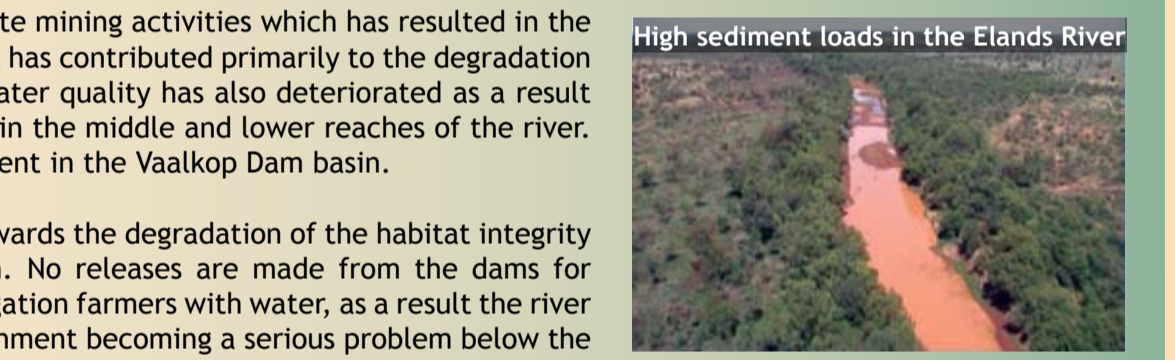 te mining activities which has resulted in the
has contributed primarily to the degradation
ater quality has also deteriorated as a result
in the middle and lower reaches of the river.
ent in the Vaalkop Dam basin.
wards the degradation of the habitat integrity
. No releases are made from the dams for
gation farmers with water, as a result the river
nment becoming a serious problem below the
High sediment loads in the Elands River